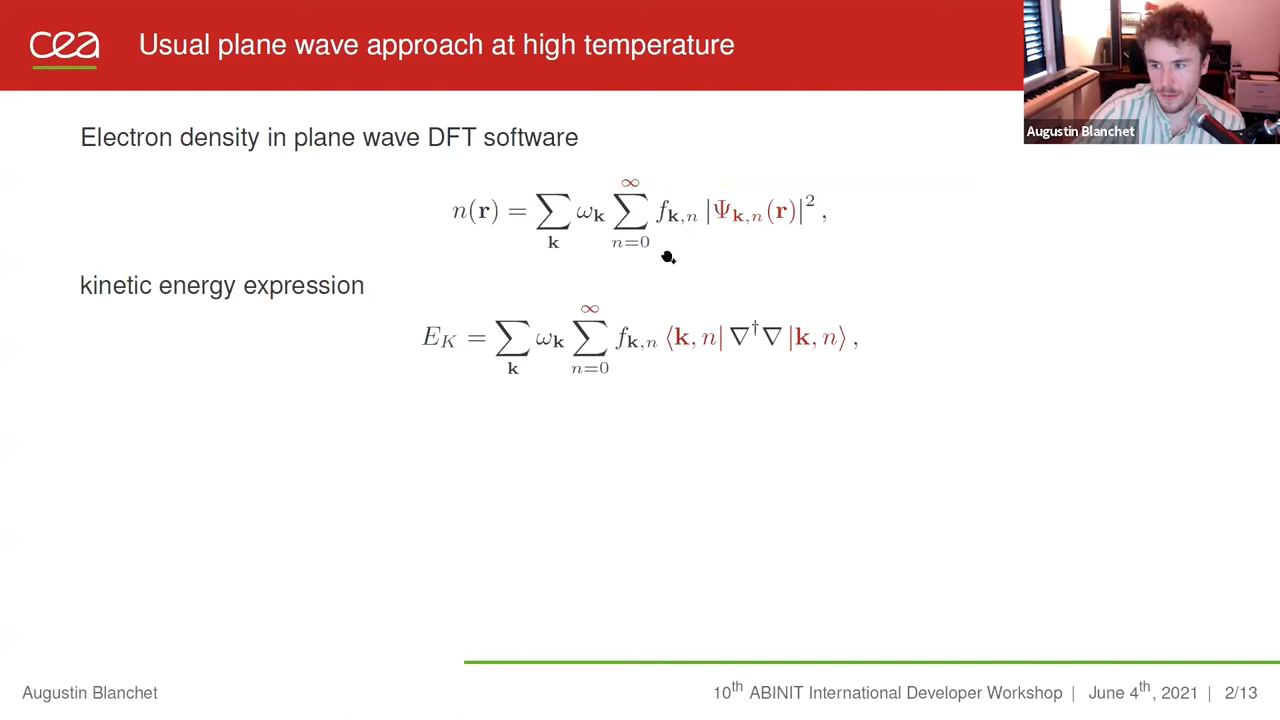 cea
Usual plane wave approach at high temperature
Augustin Blanchet
Electron density in plane wave DFT software
n(𝐫) = ∑_𝐤 ω_𝐤 ∑_{n=0}^{∞} f_{𝐤,n} |Ψ_{𝐤,n}(𝐫)|²,
kinetic energy expression
E_K = ∑_𝐤 ω_𝐤 ∑_{n=0}^{∞} f_{𝐤,n} ⟨𝐤, n| ∇†∇ |𝐤, n⟩,
Augustin Blanchet
10th ABINIT International Developer Workshop | June 4th, 2021 | 2/13